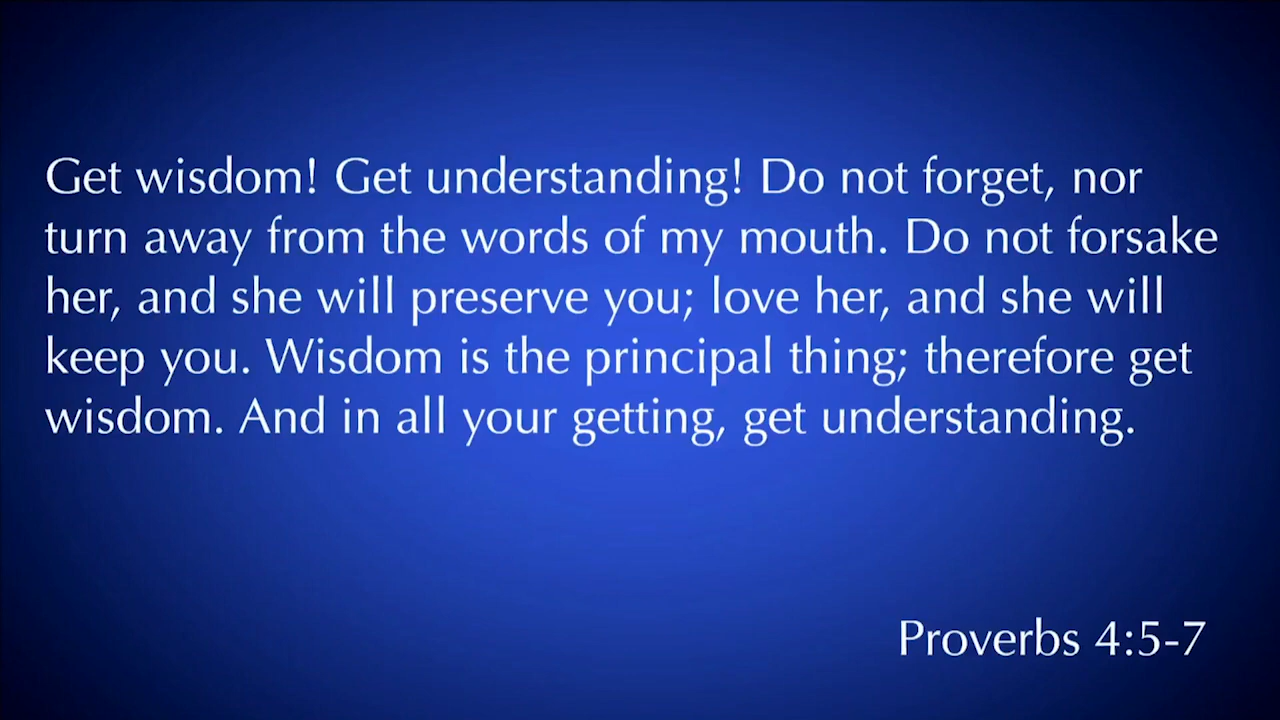 Get wisdom! Get understanding! Do not forget, nor
turn away from the words of my mouth. Do not forsake
her, and she will preserve you; love her, and she will
keep you. Wisdom is the principal thing; therefore get
wisdom. And in all your getting, get understanding.
Proverbs 4:5-7